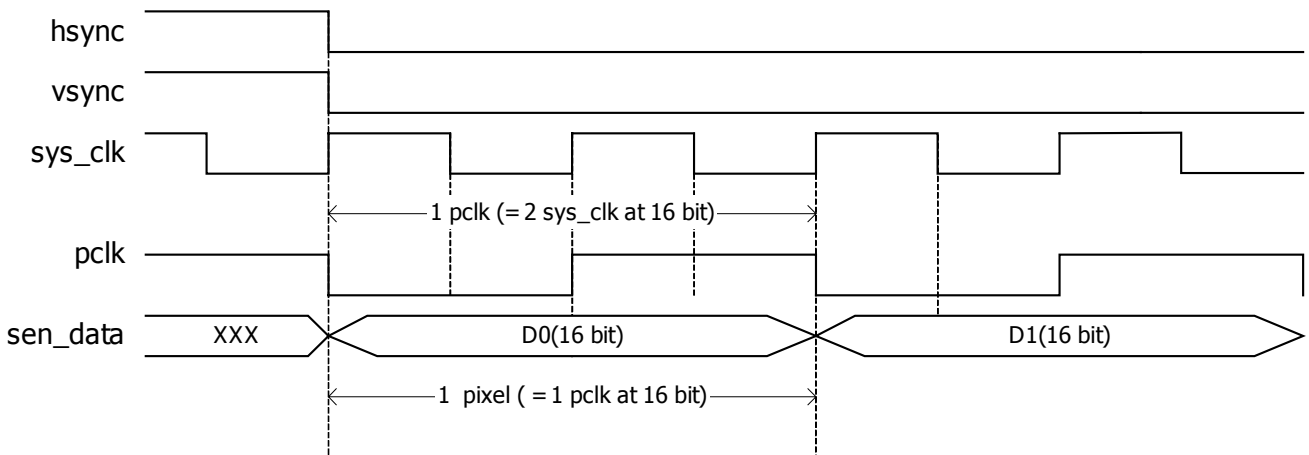 hsync
vsync
sys_clk
1 pclk (= 2 sys_clk at 16 bit)
pclk
sen_data XXX D0(16 bit) D1(16 bit)
1 pixel ( = 1 pclk at 16 bit)